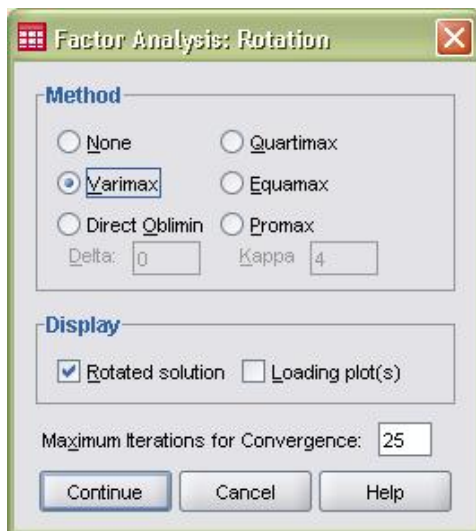 Factor Analysis: Rotation
Method
None Quartimax
Varimax Equamax
Direct Oblimin Promax
Delta: 0 Kappa 4
Display
Rotated solution Loading plot(s)
Maximum Iterations for Convergence: 25
Continue Cancel Help